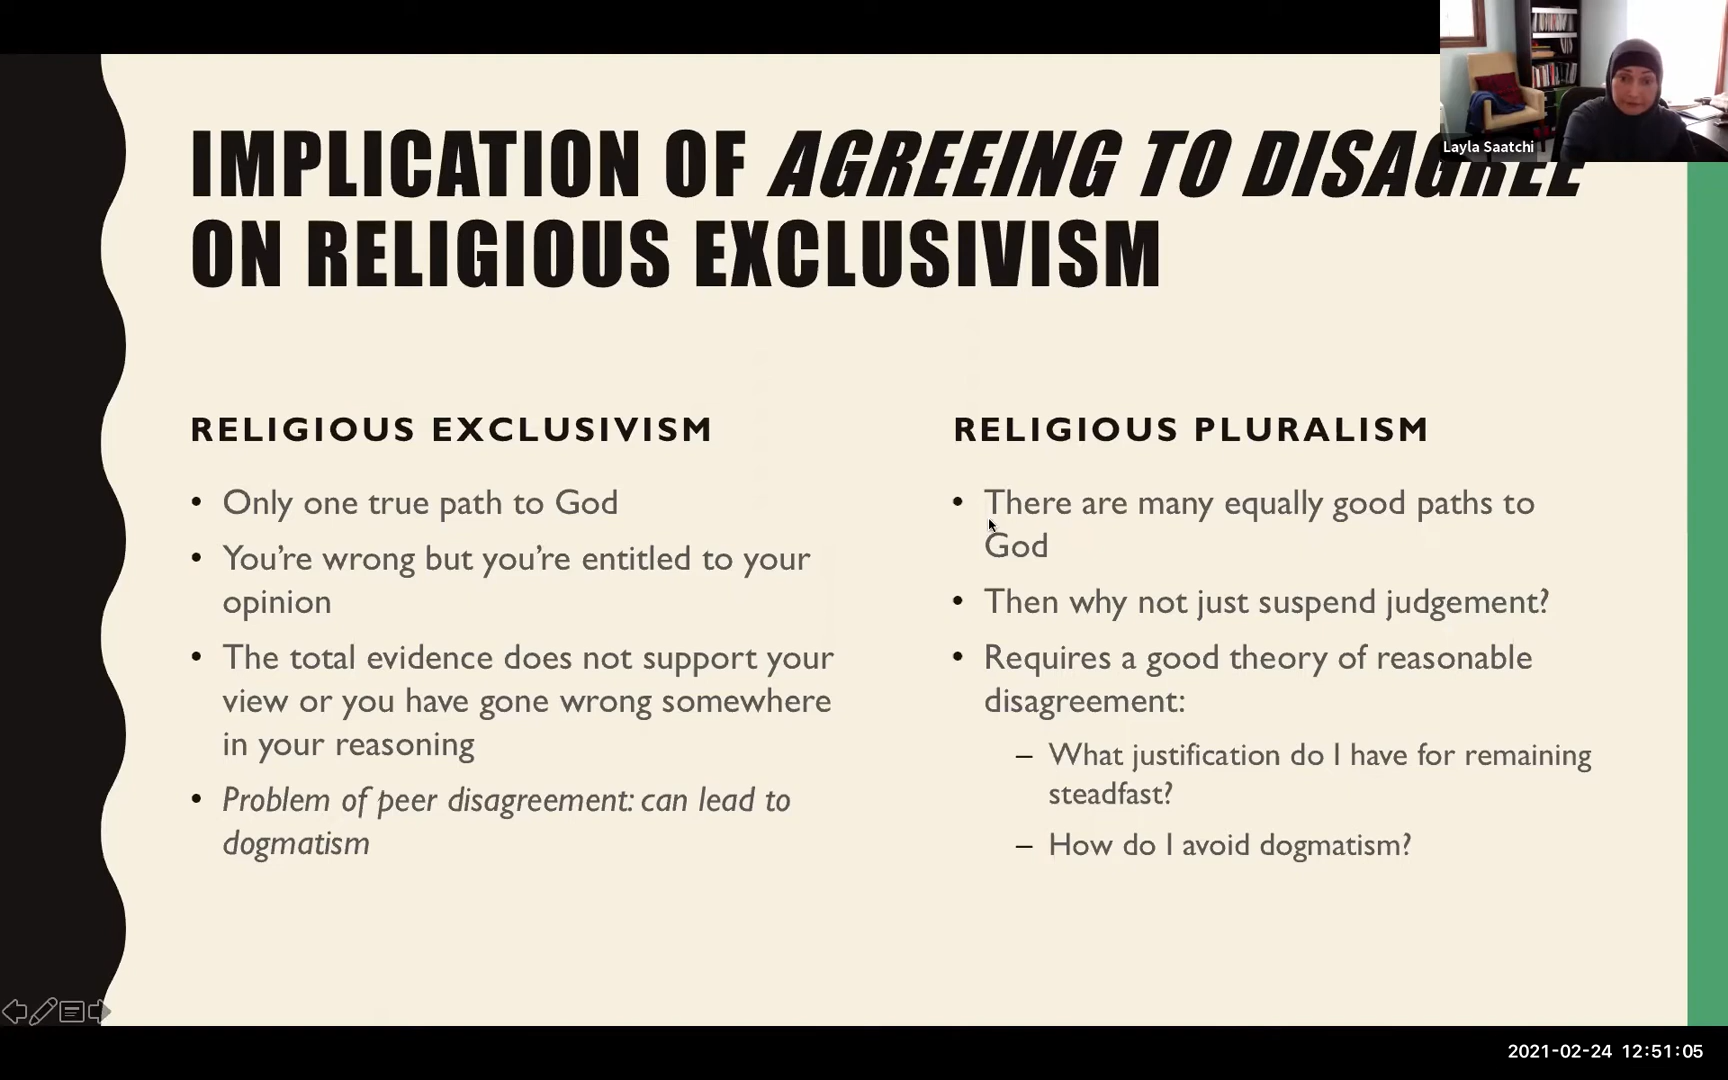 IMPLICATION OF AGREEING TO DISAGREE
ON RELIGIOUS EXCLUSIVISM
Layla Saatchi
RELIGIOUS EXCLUSIVISM
• Only one true path to God
• You’re wrong but you’re entitled to your
opinion
• The total evidence does not support your
view or you have gone wrong somewhere
in your reasoning
• Problem of peer disagreement: can lead to
dogmatism
RELIGIOUS PLURALISM
• There are many equally good paths to
God
• Then why not just suspend judgement?
• Requires a good theory of reasonable
disagreement:
– What justification do I have for remaining
steadfast?
– How do I avoid dogmatism?
2021-02-24 12:51:05